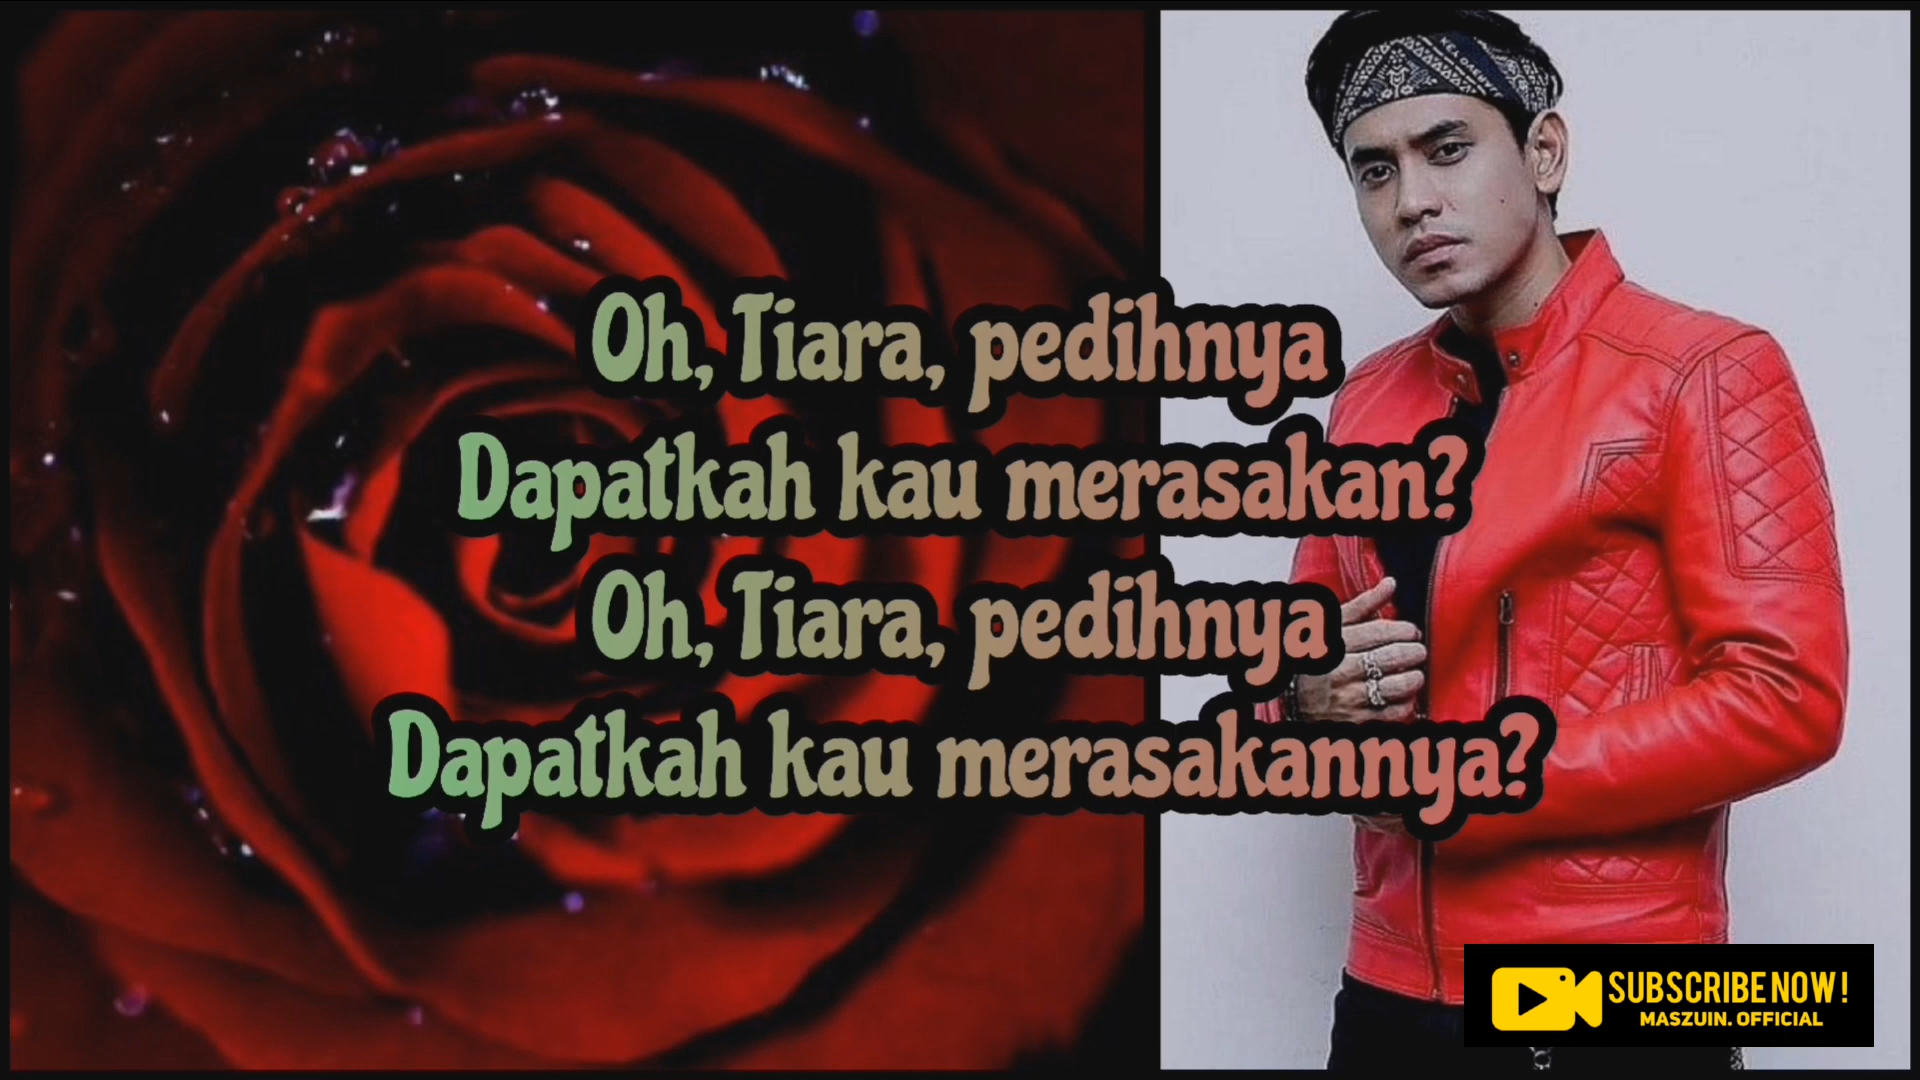 Oh, Tiara, pedihnya
Dapatkah kau merasakan?
Oh, Tiara, pedihnya
Dapatkah kau merasakannya?
SUBSCRIBE NOW!
MASZUIN. OFFICIAL